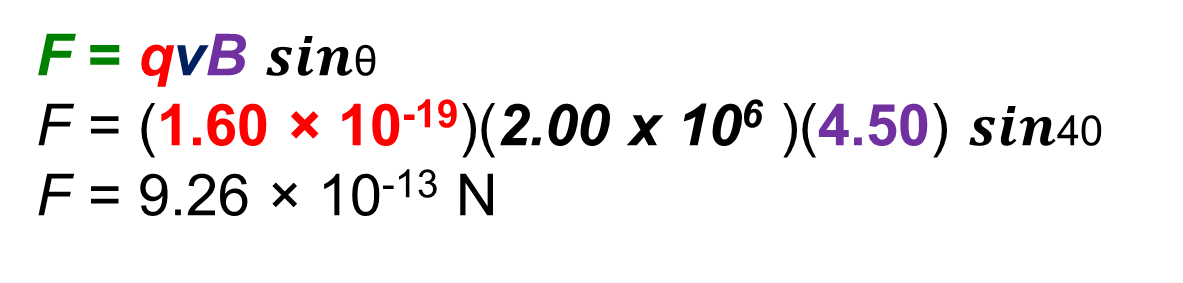 F = qvB sinθ
F = (1.60 × 10⁻¹⁹)(2.00 x 10⁶ )(4.50) sin40
F = 9.26 × 10⁻¹³ N